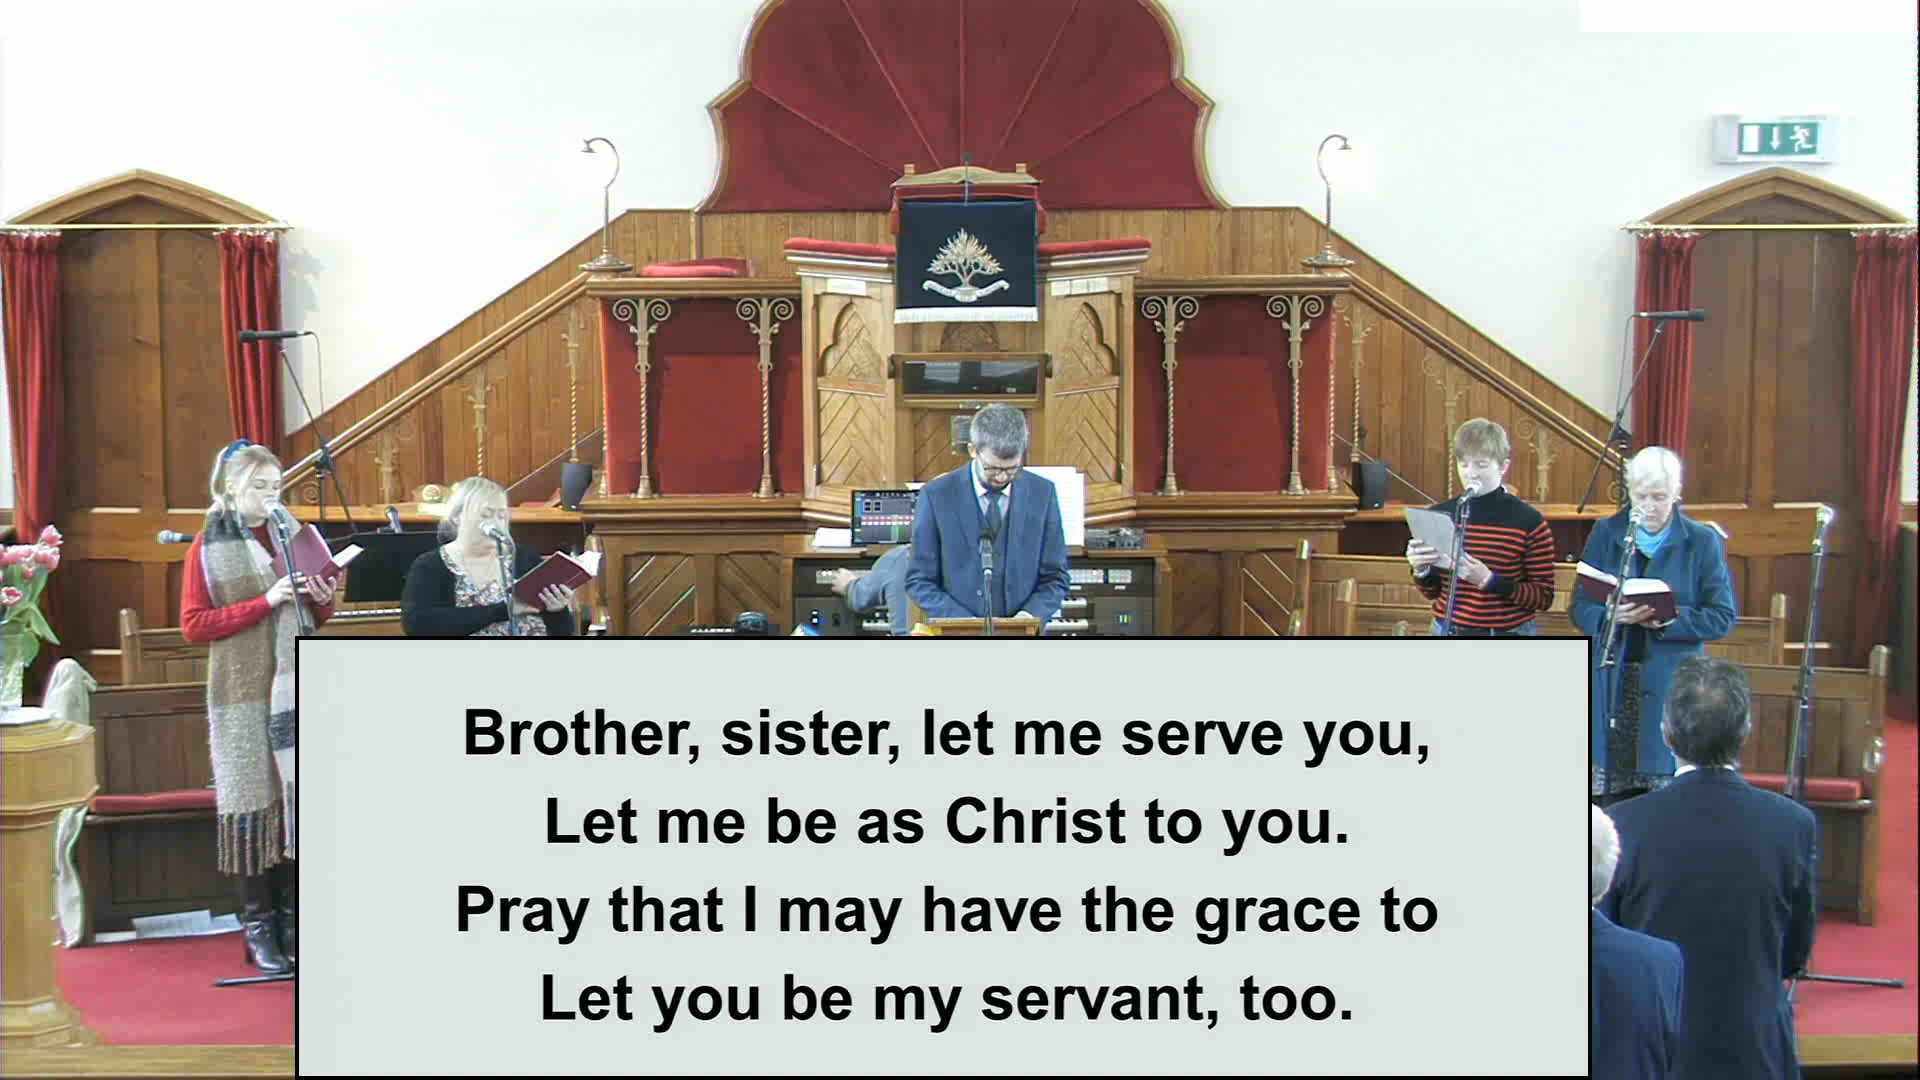 Brother, sister, let me serve you,
Let me be as Christ to you.
Pray that I may have the grace to
Let you be my servant, too.